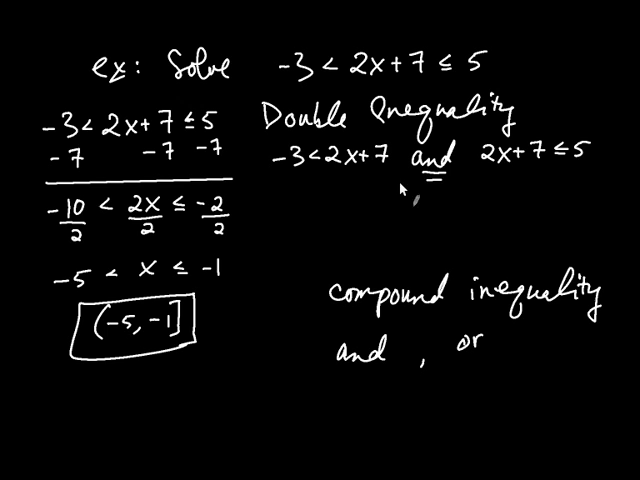 ex: Solve -3 < 2x+7 ≤ 5
-3 < 2x+7 ≤ 5
-7 -7 -7
-10/2 < 2x/2 ≤ -2/2
-5 < x ≤ -1
(-5, -1]
Double Inequality
-3 < 2x+7 and 2x+7 ≤ 5
compound inequality
and , or